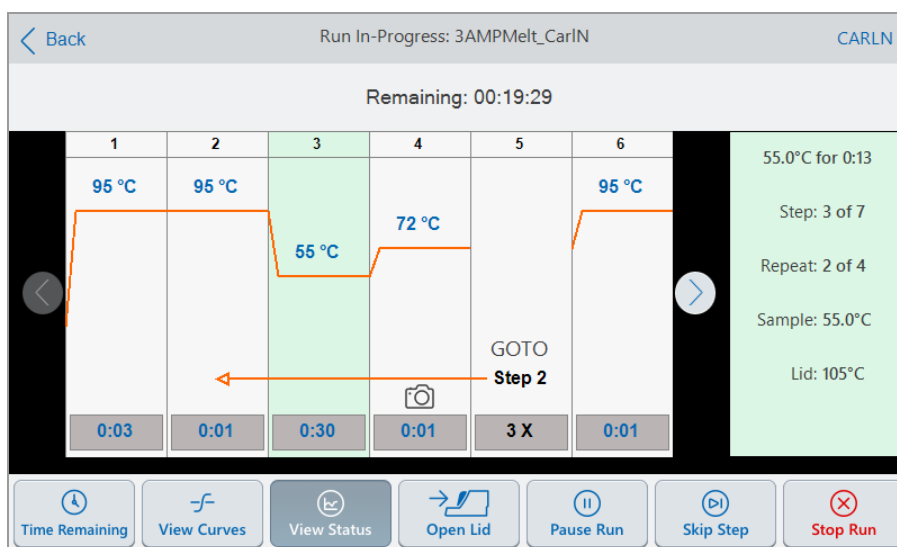 Back
Run In-Progress: 3AMPMelt_CarlN
CARLN
Remaining: 00:19:29
1 2 3 4 5 6
95 °C 95 °C 55 °C 72 °C 95 °C
GOTO
Step 2
0:03 0:01 0:30 0:01 3 X 0:01
55.0°C for 0:13
Step: 3 of 7
Repeat: 2 of 4
Sample: 55.0°C
Lid: 105°C
Time Remaining
View Curves
View Status
Open Lid
Pause Run
Skip Step
Stop Run